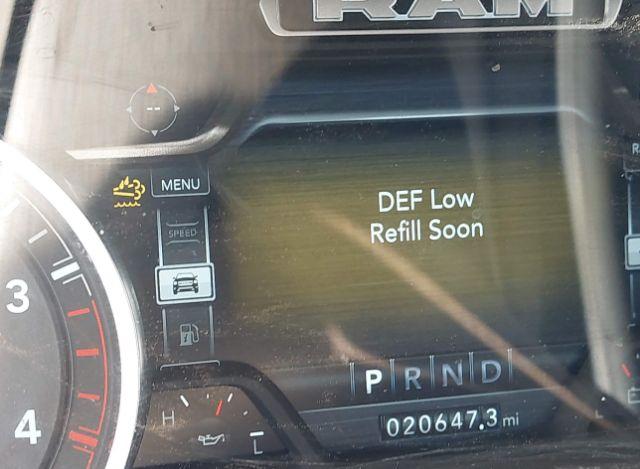 RAM
MENU
DEF Low
Refill Soon
SPEED
3
P R N D
H
020647.3 mi
4
L
L